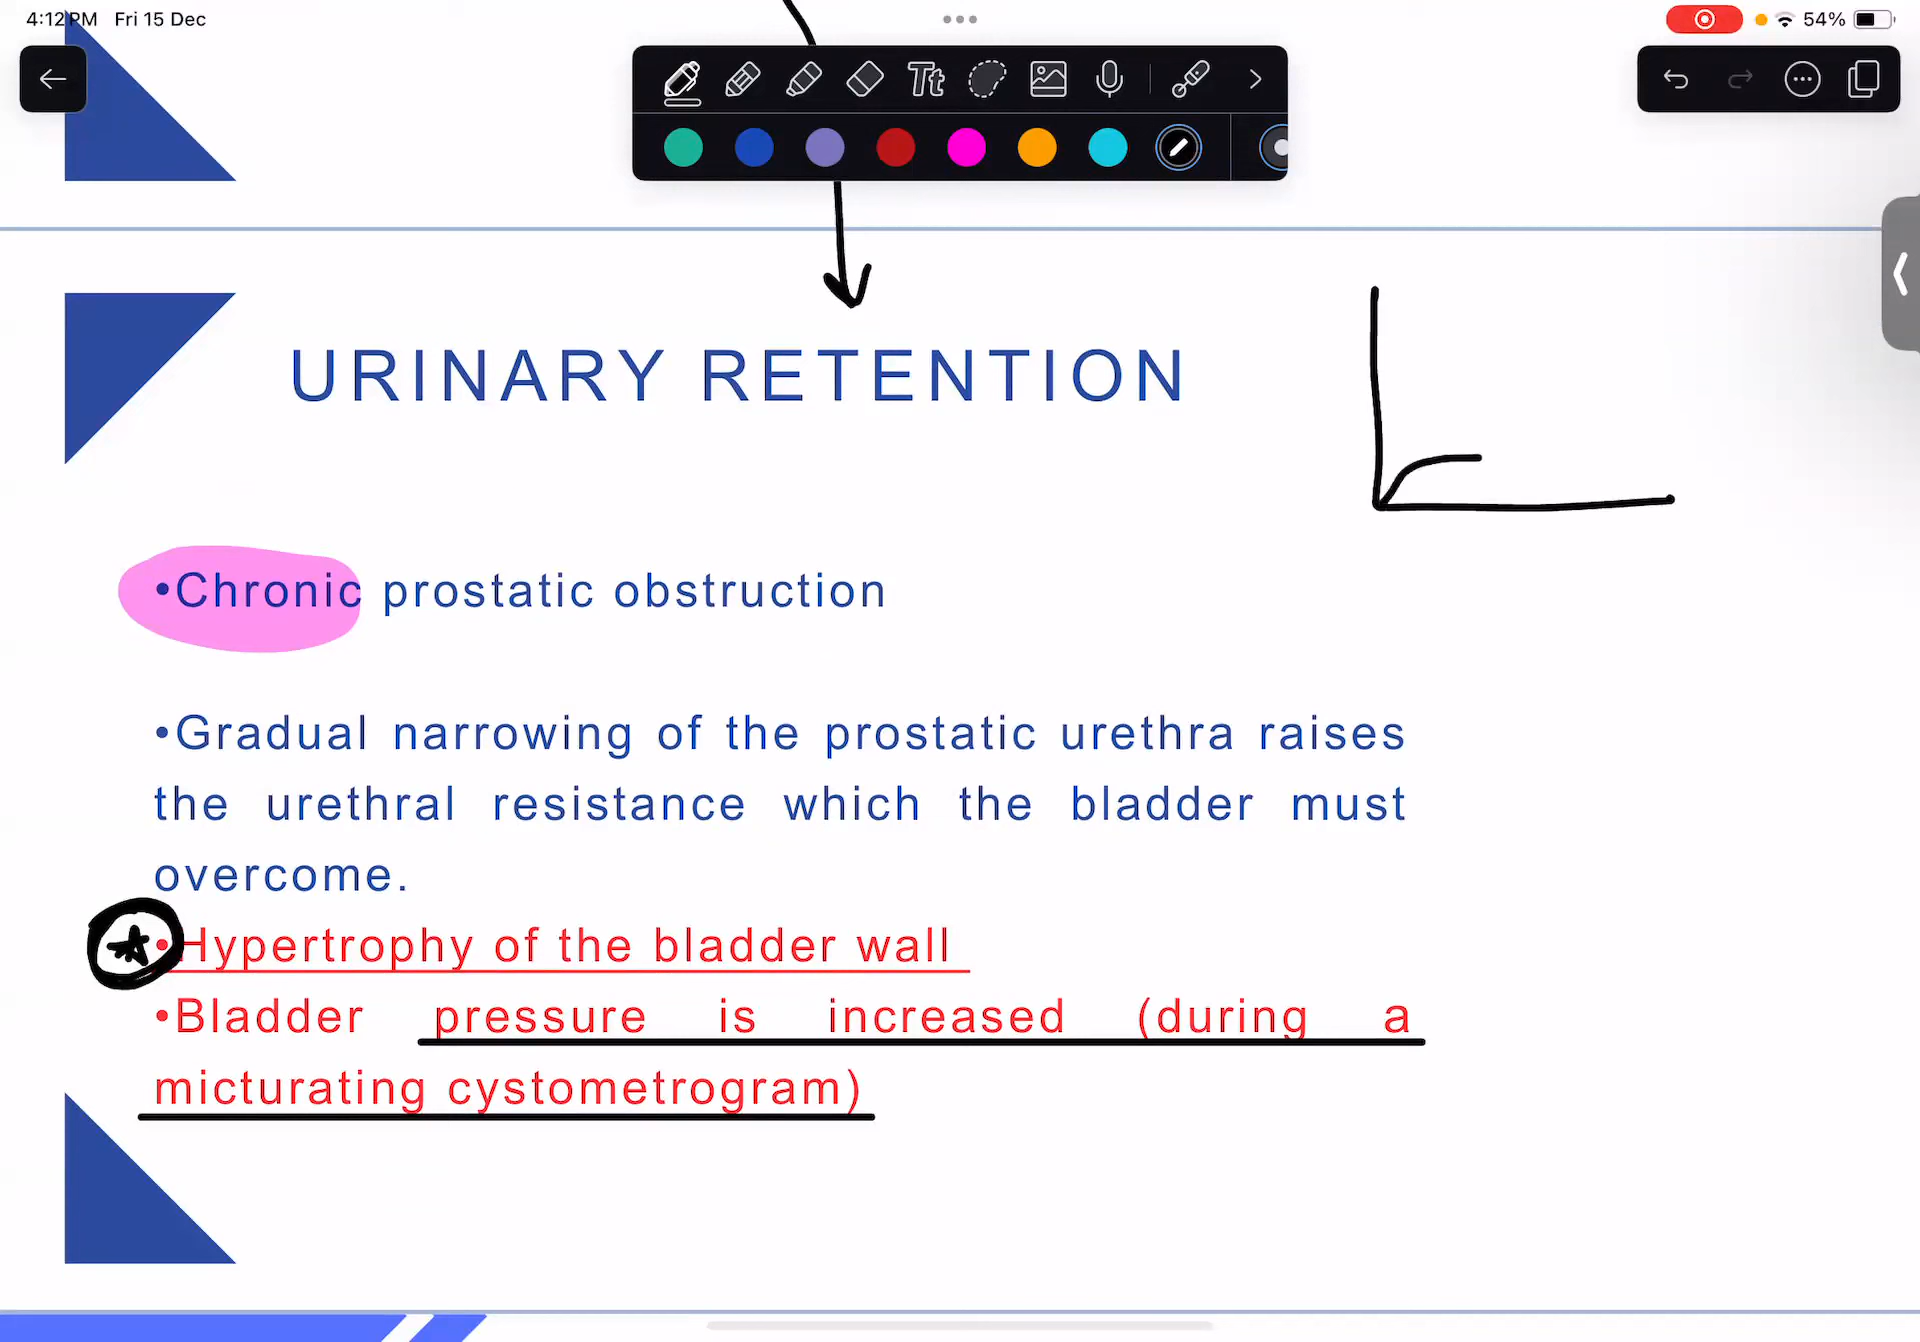 4:12 PM Fri 15 Dec
54%
Tt
URINARY RETENTION
•Chronic prostatic obstruction
•Gradual narrowing of the prostatic urethra raises
the urethral resistance which the bladder must
overcome.
•Hypertrophy of the bladder wall
•Bladder pressure is increased (during a
micturating cystometrogram)